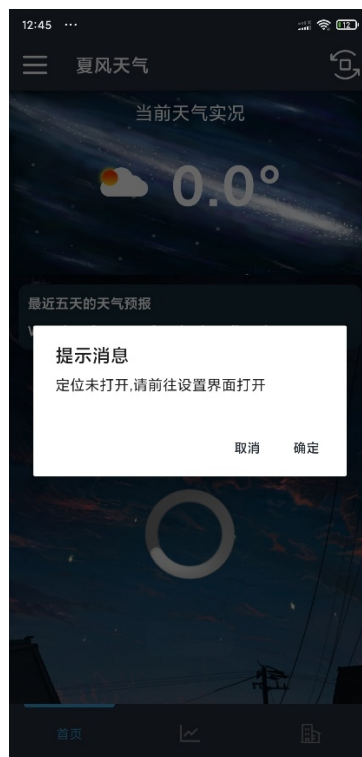 12:45 ...
12
夏风天气
当前天气实况
0.0°
最近五天的天气预报
提示消息
定位未打开,请前往设置界面打开
取消 确定
首页